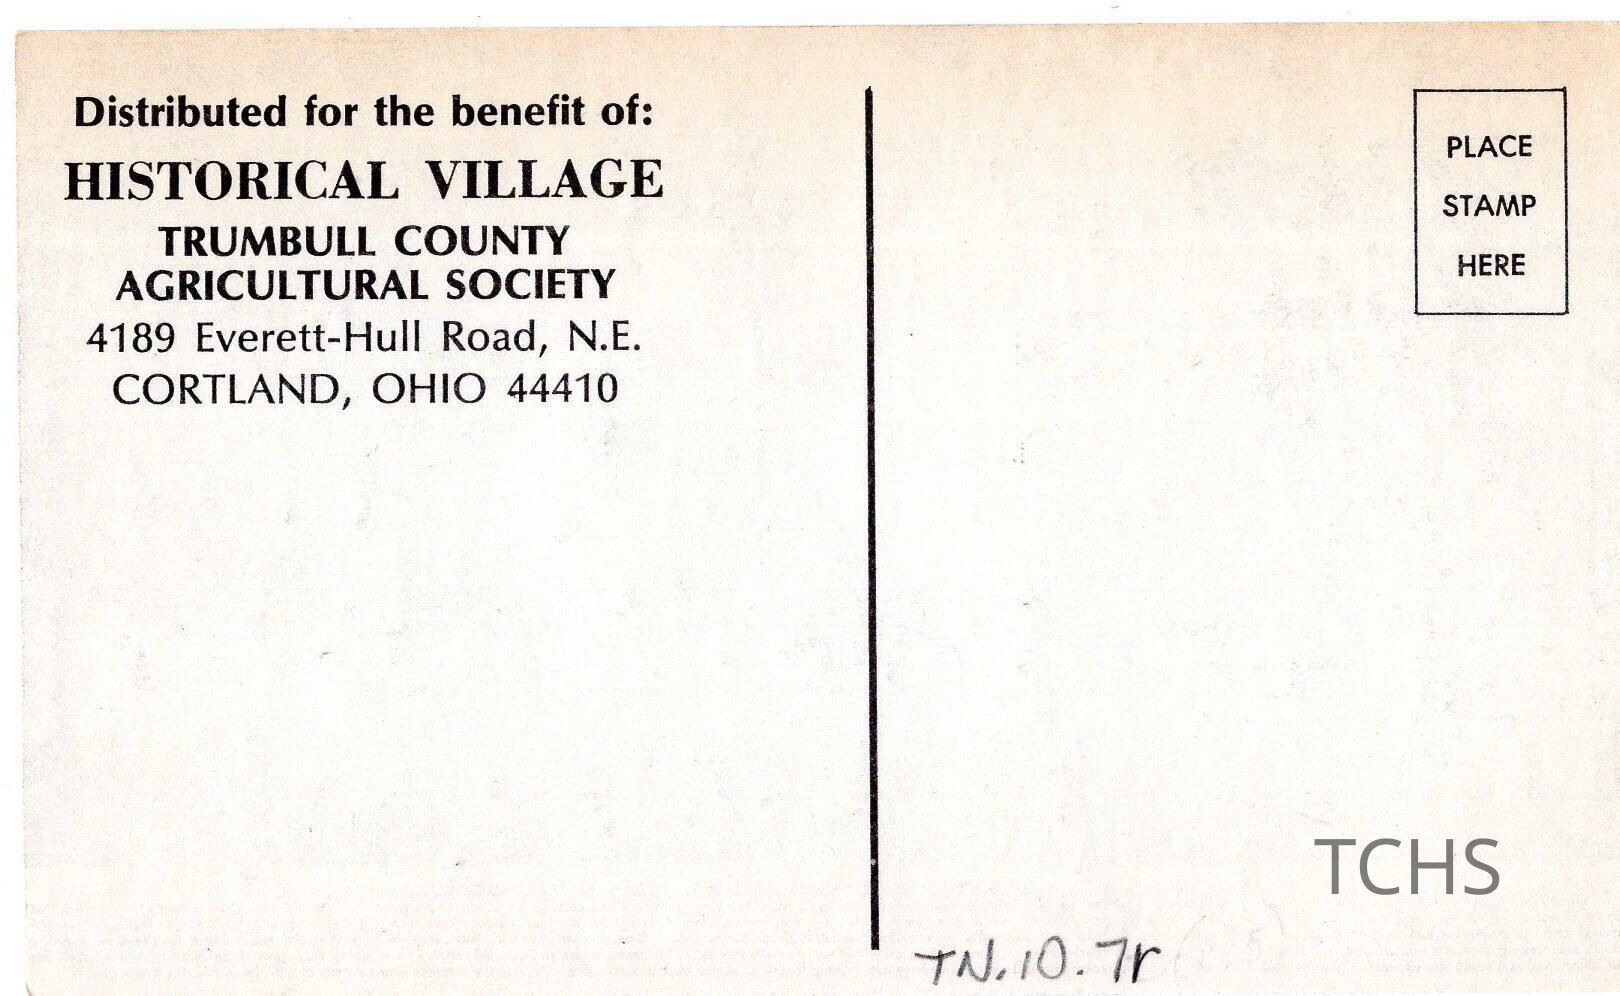 Distributed for the benefit of:
HISTORICAL VILLAGE
TRUMBULL COUNTY
AGRICULTURAL SOCIETY
4189 Everett-Hull Road, N.E.
CORTLAND, OHIO 44410
PLACE
STAMP
HERE
TCHS
TN.10.7r